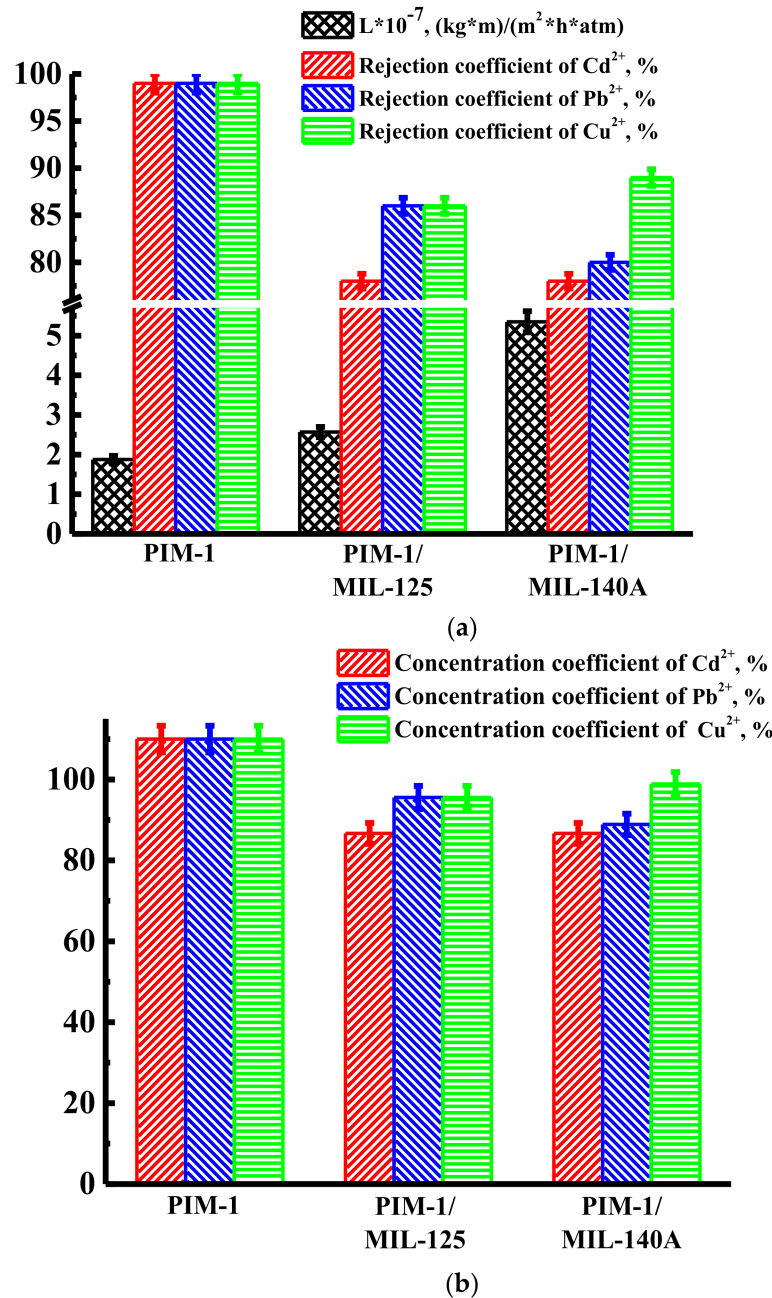 L*10⁻⁷, (kg*m)/(m²*h*atm)
Rejection coefficient of Cd²⁺, %
Rejection coefficient of Pb²⁺, %
Rejection coefficient of Cu²⁺, %
100
95
90
85
80
5
4
3
2
1
0
PIM-1 PIM-1/ PIM-1/
MIL-125 MIL-140A
(a)
Concentration coefficient of Cd²⁺, %
Concentration coefficient of Pb²⁺, %
Concentration coefficient of Cu²⁺, %
100
80
60
40
20
0
PIM-1 PIM-1/ PIM-1/
MIL-125 MIL-140A
(b)